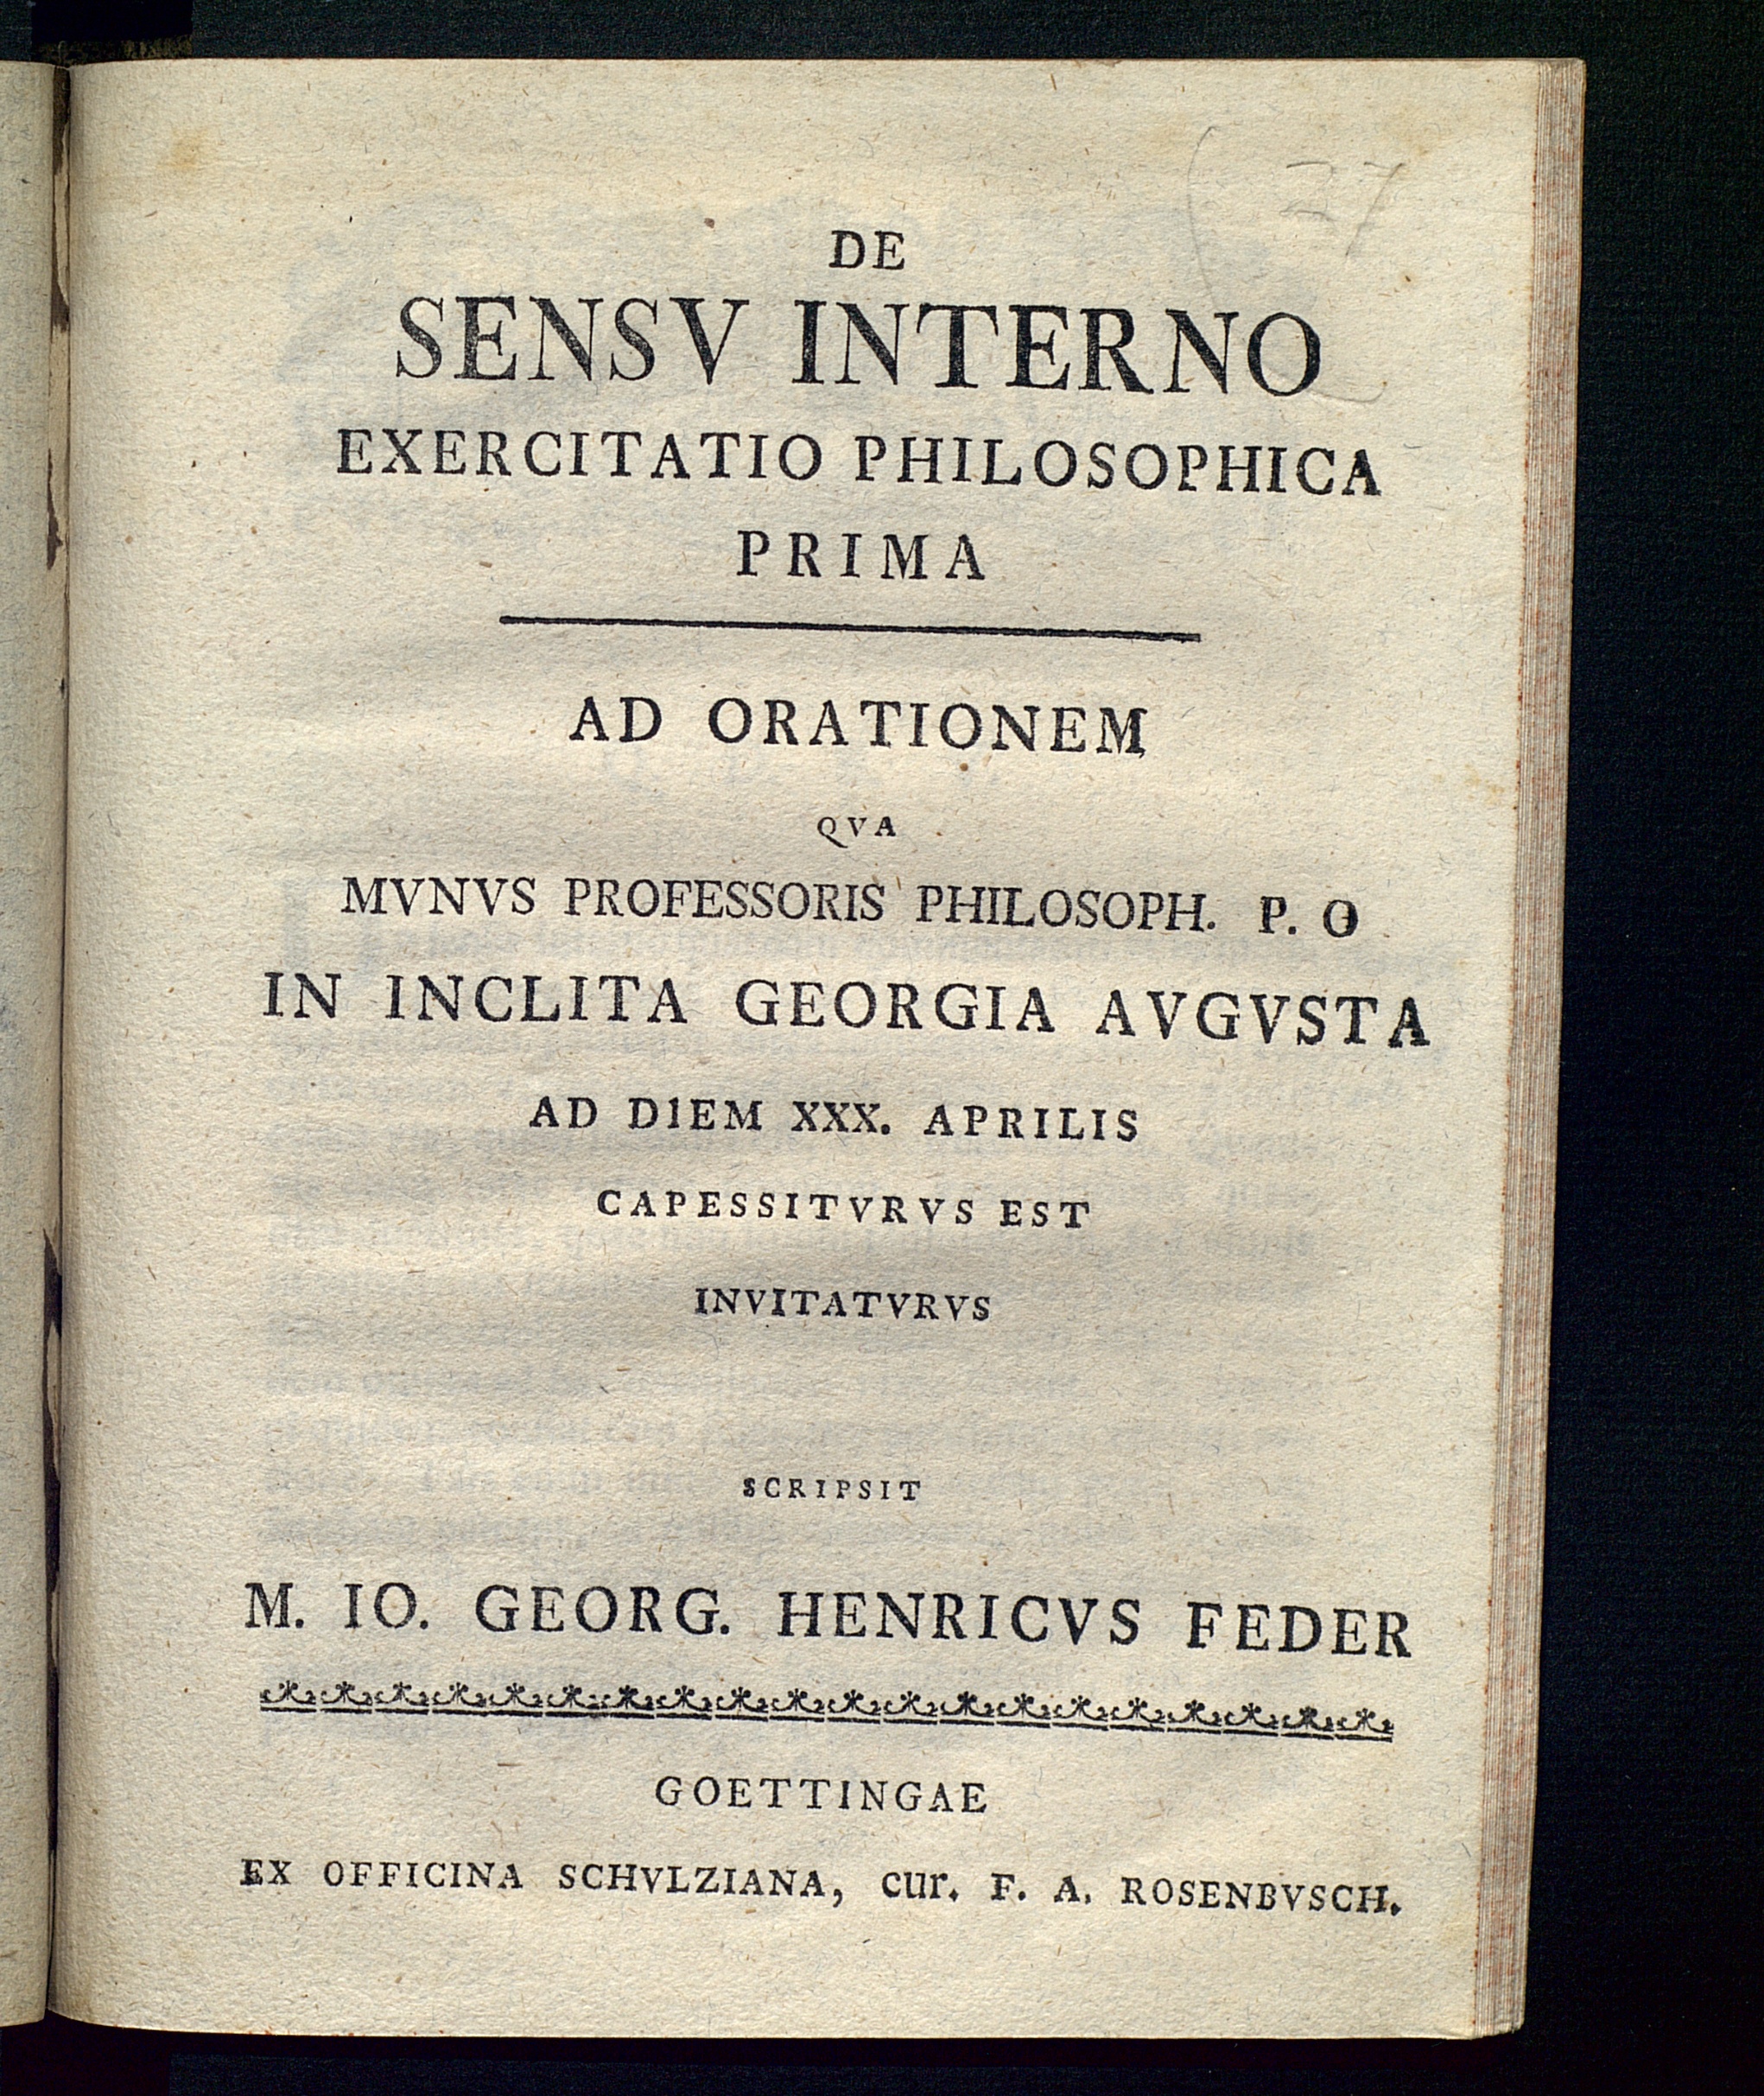 27
DE
SENSV INTERNO
EXERCITATIO PHILOSOPHICA
PRIMA
AD ORATIONEM
QVA
MVNVS PROFESSORIS PHILOSOPH. P. O
IN INCLITA GEORGIA AVGVSTA
AD DIEM XXX. APRILIS
CAPESSITVRVS EST
INVITATVRVS
SCRIPSIT
M. IO. GEORG. HENRICVS FEDER
GOETTINGAE
EX OFFICINA SCHVLZIANA, cur. F. A. ROSENBVSCH.